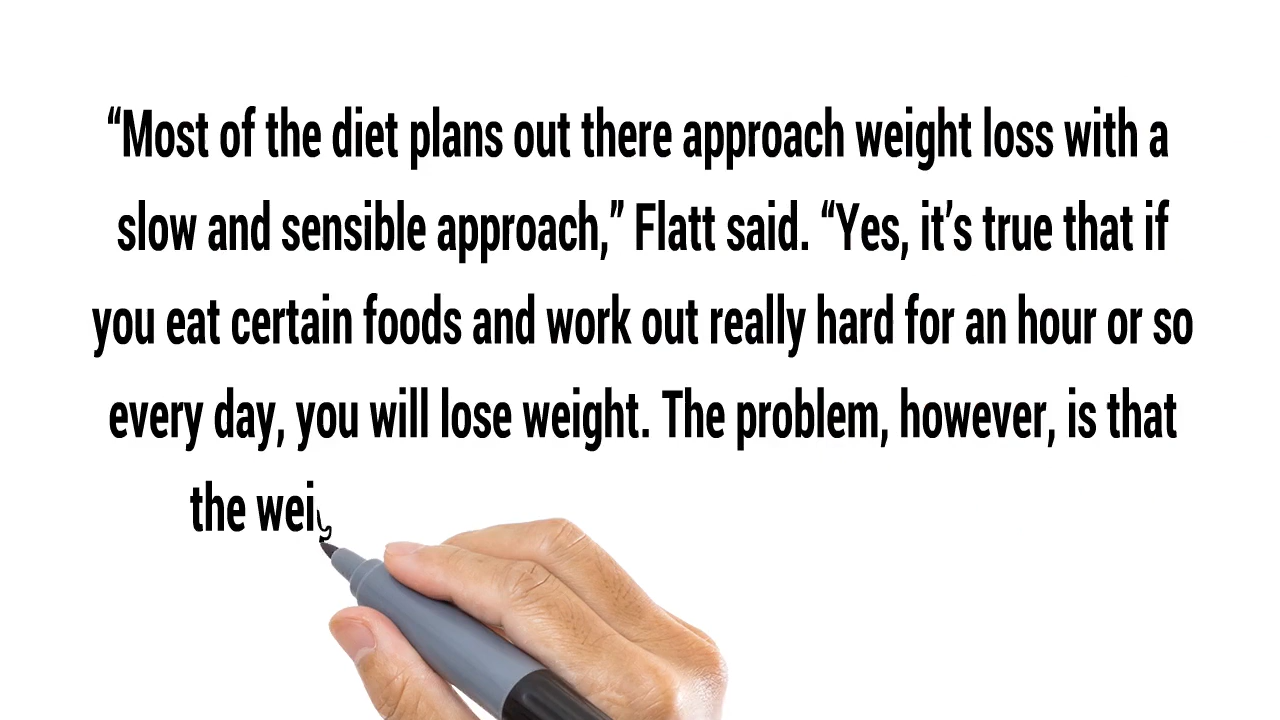 “Most of the diet plans out there approach weight loss with a
slow and sensible approach,” Flatt said. “Yes, it’s true that if
you eat certain foods and work out really hard for an hour or so
every day, you will lose weight. The problem, however, is that
the wei